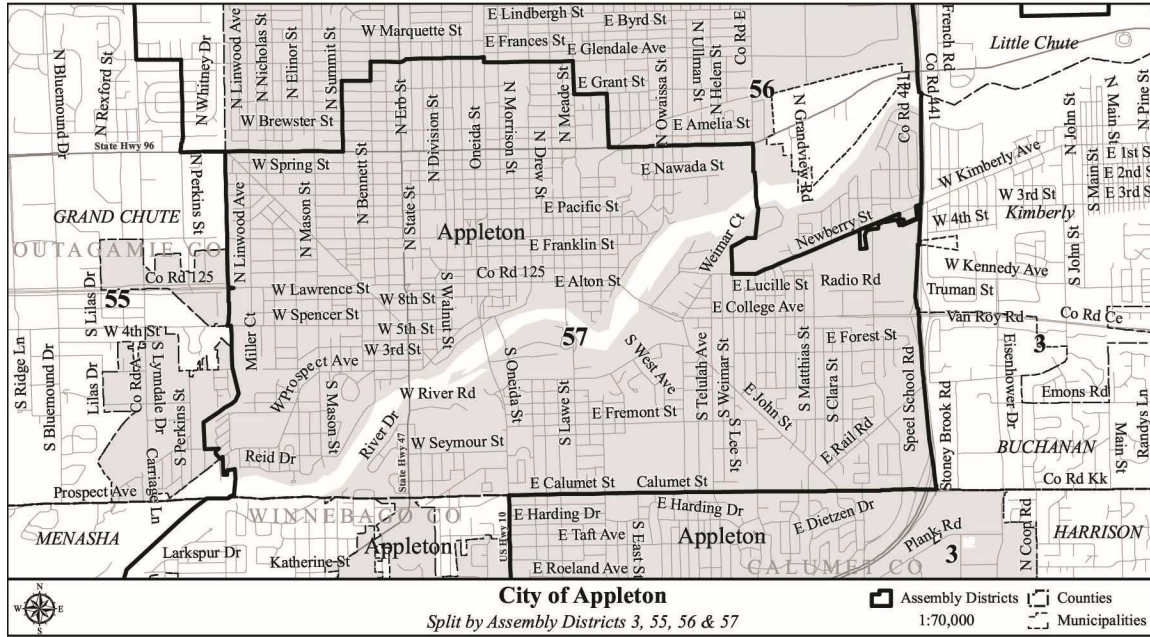 E Lindbergh St
E Byrd St
W Marquette St
E Frances St
E Glendale Ave
E Grant St
N Bluemound Dr
N Rexford St
N Whitney Dr
N Linwood Ave
N Nicholas St
N Elinor St
N Summit St
N Erb St
N Division St
Oneida St
N Morrison St
N Meade St
N Drew St
N Owaissa St
N Ullman St
N Helen St
Co Rd E
56
N Grandview Rd
Co Rd 441
Co Rd 441
French Rd
Little Chute
N John St
N Main St
N Pine St
W Brewster St
E Amelia St
State Hwy 96
W Spring St
E Nawada St
W Kimberly Ave
E 1st S
E 2nd S
E 3rd S
S Main St
W 3rd St
W 4th St
Kimberly
GRAND CHUTE
N Perkins St
N Linwood Ave
N Mason St
N Bennett St
N State St
E Pacific St
Appleton
E Franklin St
Weimar Ct
Newberry St
OUTAGAMIE CO
Co Rd 125
Co Rd 125
E Alton St
E Lucille St
Radio Rd
W Kennedy Ave
S John St
S Lilas Dr
55
W Lawrence St
W 8th St
S Walnut St
E College Ave
Truman St
Van Roy Rd
Co Rd Ce
W 4th St
W Spencer St
W 5th St
57
E Forest St
3
S Ridge Ln
S Bluemound Dr
Lilas Dr
Co Rd A
S Lynndale Dr
S Perkins St
Miller Ct
W 3rd St
W Prospect Ave
S Mason St
W River Rd
River Dr
S Oneida St
S Lawe St
S West Ave
S Telulah Ave
S Weimar St
S Matthias St
S Clara St
Speel School Rd
Stoney Brook Rd
Eisenhower Dr
Emons Rd
Randys Ln
Main St
E Fremont St
E John St
S Lee St
E Rail Rd
BUCHANAN
Reid Dr
W Seymour St
State Hwy 47
Carriage Ln
Prospect Ave
E Calumet St
Calumet St
Co Rd Kk
WINNEBAGO CO
MENASHA
Larkspur Dr
Katherine St
Appleton
US Hwy 10
E Harding Dr
E Harding Dr
E Taft Ave
S East St
Appleton
E Dietzen Dr
Plank Rd
3
N Coop Rd
HARRISON
E Roeland Ave
CALUMET CO
N
W
E
S
City of Appleton
Split by Assembly Districts 3, 55, 56 & 57
Assembly Districts
Counties
1:70,000
Municipalities